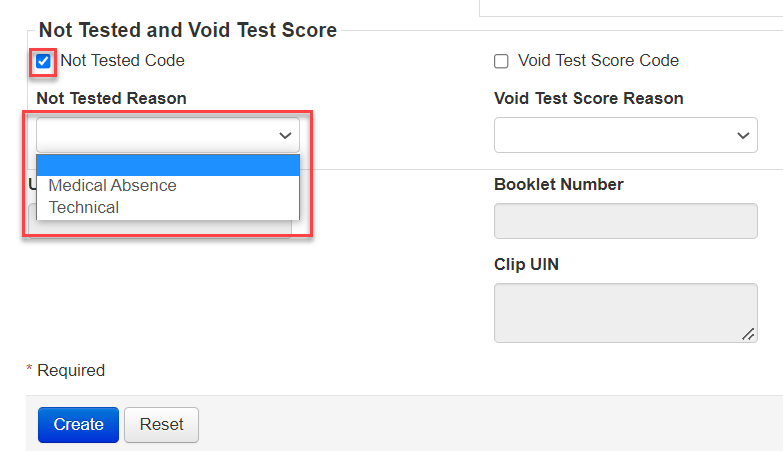 Not Tested and Void Test Score
Not Tested Code
Void Test Score Code
Not Tested Reason
Void Test Score Reason
Medical Absence
Technical
Booklet Number
Clip UIN
* Required
Create
Reset